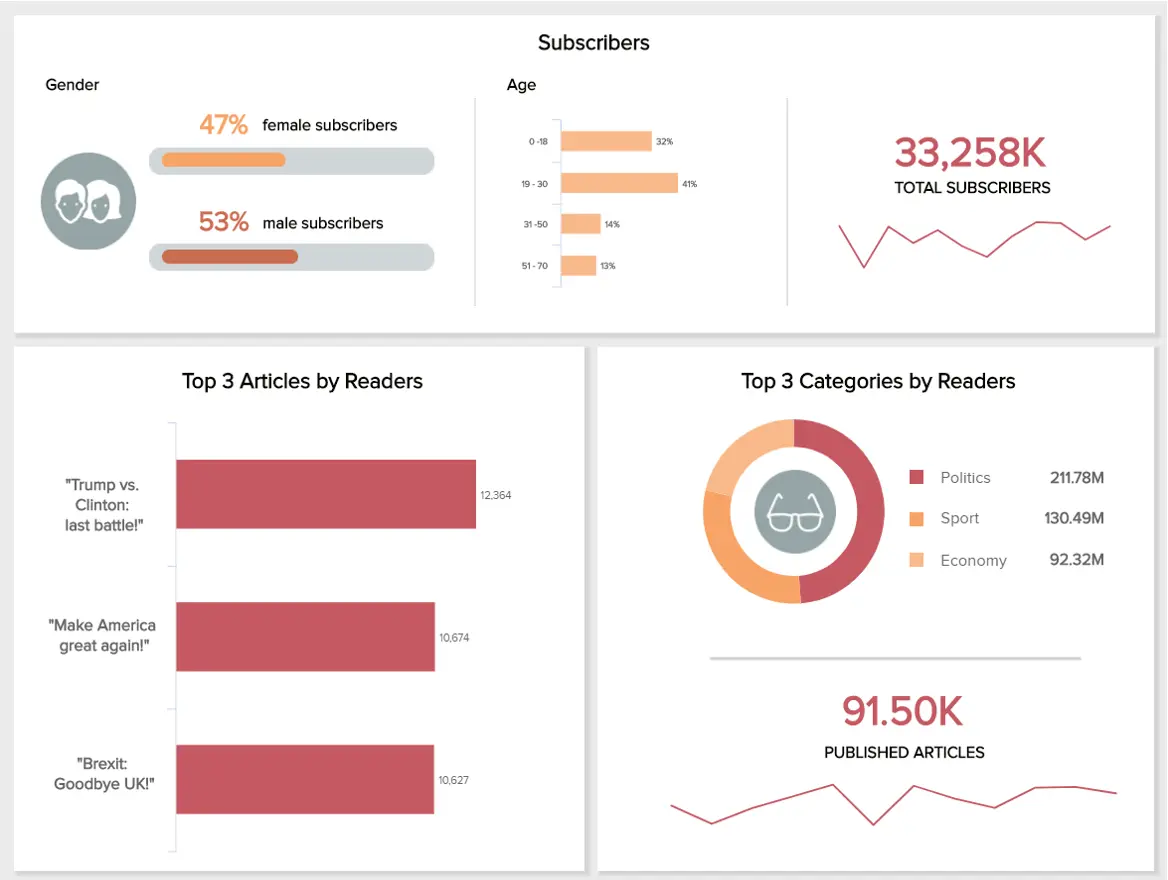 Subscribers
Gender
47% female subscribers
53% male subscribers
Age
0 -18 32%
19 - 30 41%
31-50 14%
51 - 70 13%
33,258K
TOTAL SUBSCRIBERS
Top 3 Articles by Readers
"Trump vs.
Clinton:
last battle!"
12,364
"Make America
great again!"
10,674
"Brexit:
Goodbye UK!"
10,627
Top 3 Categories by Readers
Politics 211.78M
Sport 130.49M
Economy 92.32M
91.50K
PUBLISHED ARTICLES